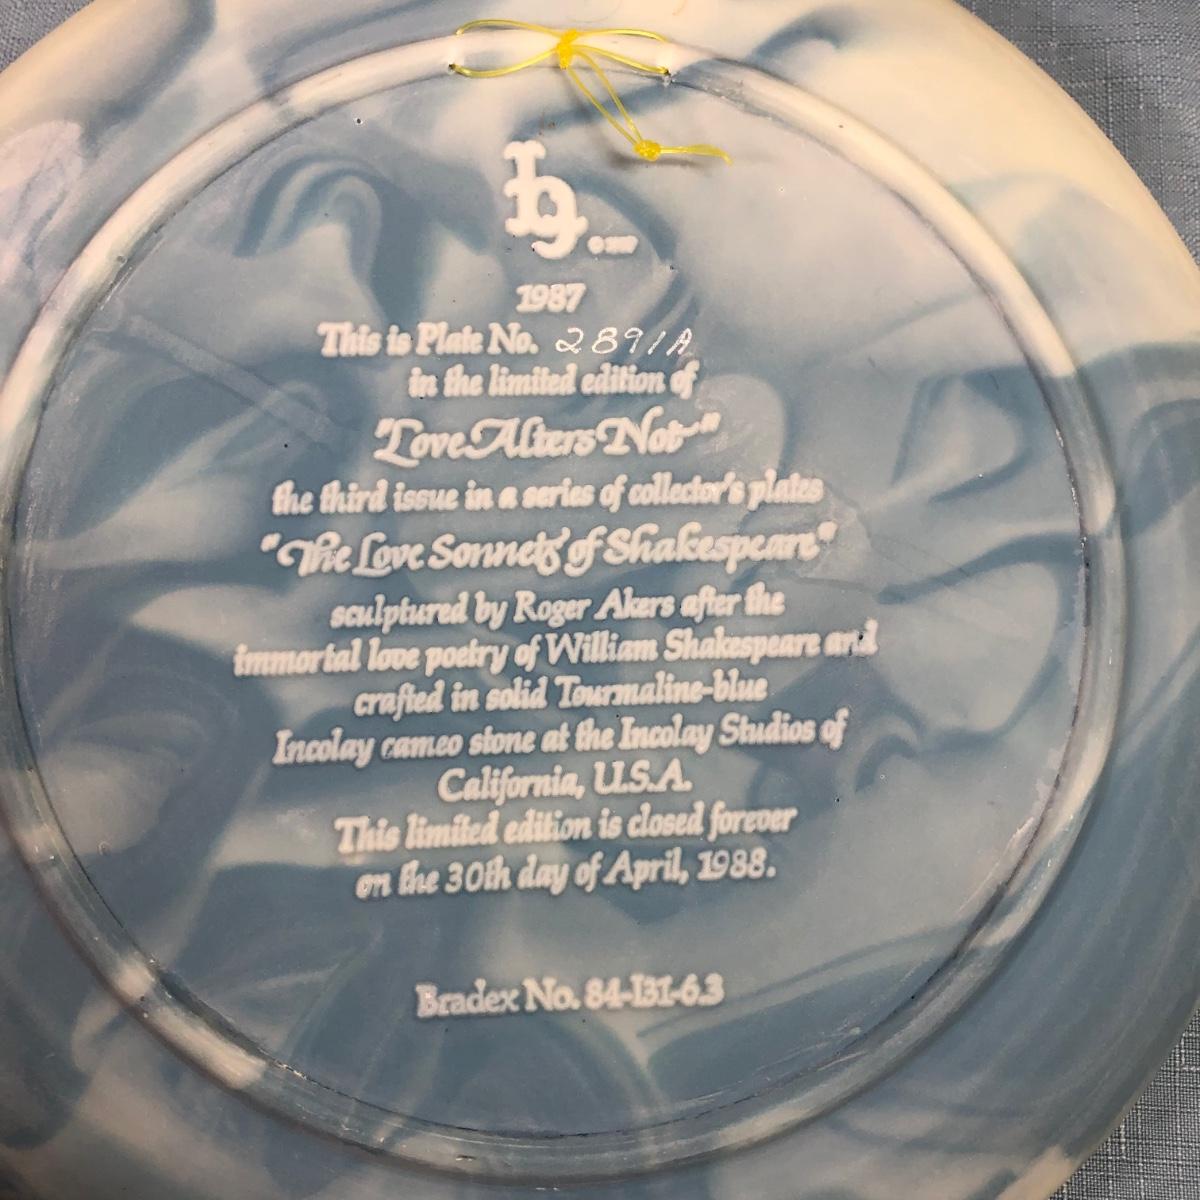 © 1987
1987
This is Plate No. 2891A
in the limited edition of
"Love Alters Not"
the third issue in a series of collector's plates
"The Love Sonnets of Shakespeare"
sculptured by Roger Akers after the
immortal love poetry of William Shakespeare and
crafted in solid Tourmaline-blue
Incolay cameo stone at the Incolay Studios of
California, U.S.A.
This limited edition is closed forever
on the 30th day of April, 1988.
Bradex No. 84-I31-6.3